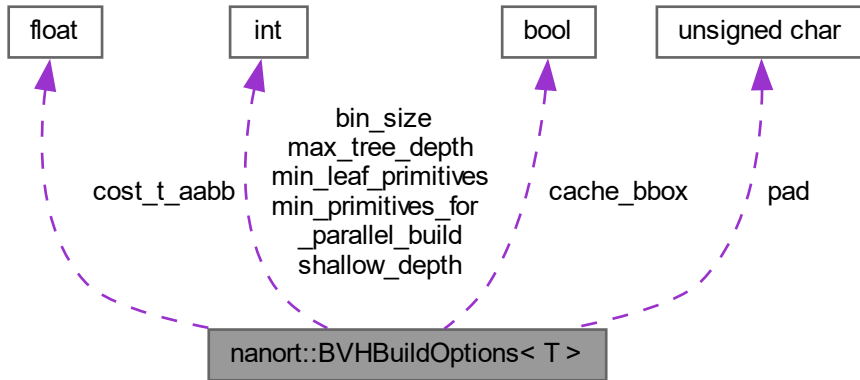 float
int
bool
unsigned char
bin_size
max_tree_depth
cost_t_aabb
min_leaf_primitives
min_primitives_for
_parallel_build
shallow_depth
cache_bbox
pad
nanort::BVHBuildOptions< T >